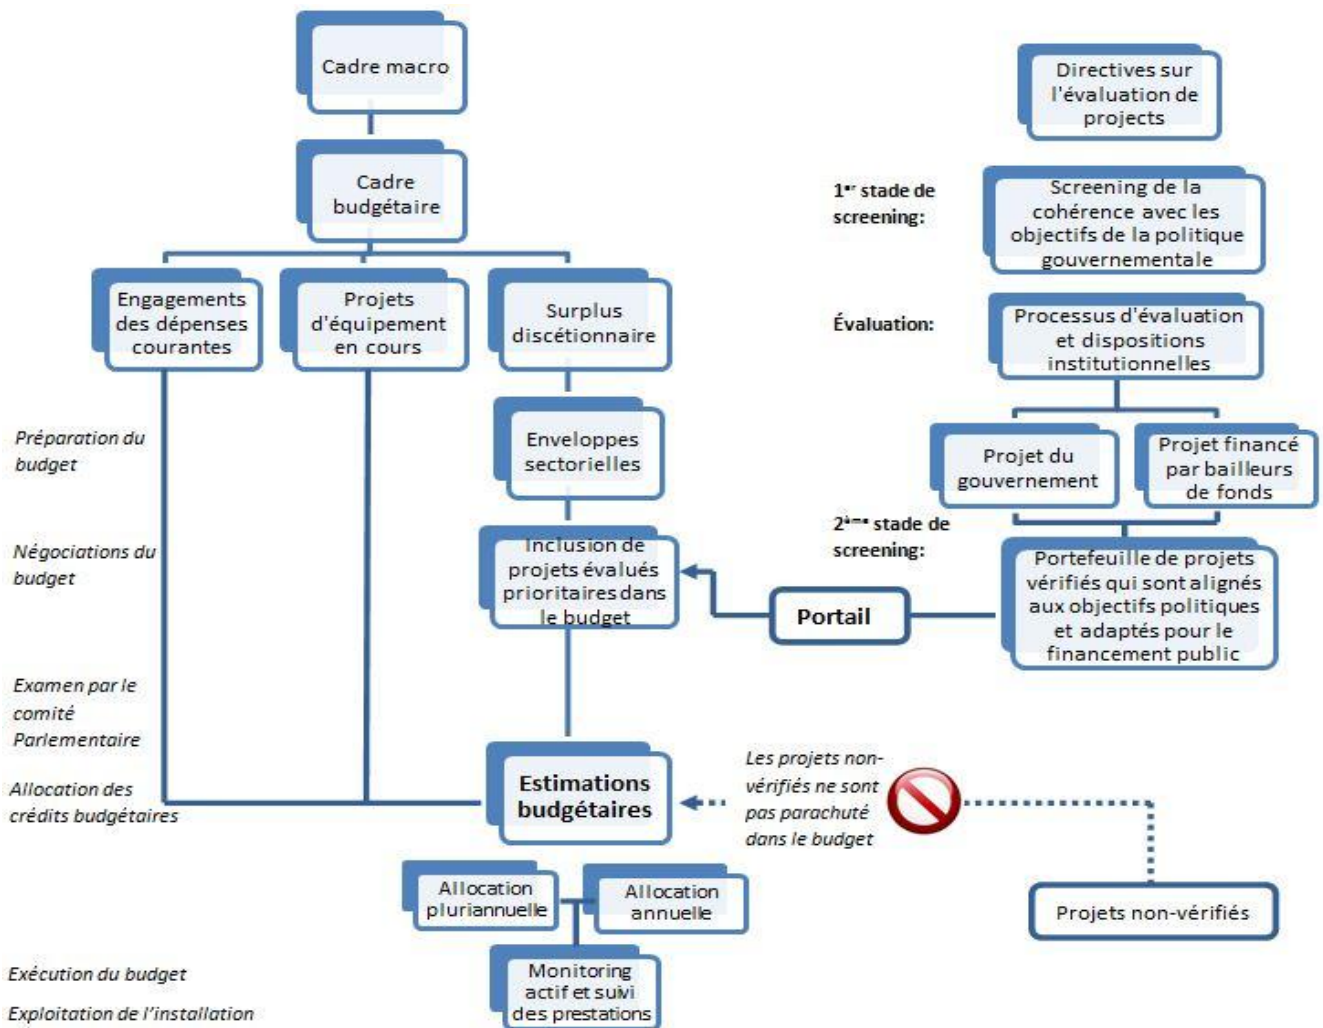 Cadre macro
Directives sur
l'évaluation de
projects
Cadre
budgétaire
1er stade de
screening:
Screening de la
cohérence avec les
objectifs de la politique
gouvernementale
Engagements
des dépenses
courantes
Projets
d'équipement
en cours
Surplus
discétionnaire
Évaluation:
Processus d'évaluation
et dispositions
institutionnelles
Préparation du
budget
Enveloppes
sectorielles
Projet du
gouvernement
Projet financé
par bailleurs
de fonds
Négociations du
budget
Inclusion de
projets évalués
prioritaires dans
le budget
2ème stade de
screening:
Portail
Portefeuille de projets
vérifiés qui sont alignés
aux objectifs politiques
et adaptés pour le
financement public
Examen par le
comité
Parlementaire
Allocation des
crédits budgétaires
Estimations
budgétaires
Les projets non-
vérifiés ne sont
pas parachuté
dans le budget
Allocation
pluriannuelle
Allocation
annuelle
Projets non-vérifiés
Exécution du budget
Exploitation de l'installation
Monitoring
actif et suivi
des prestations